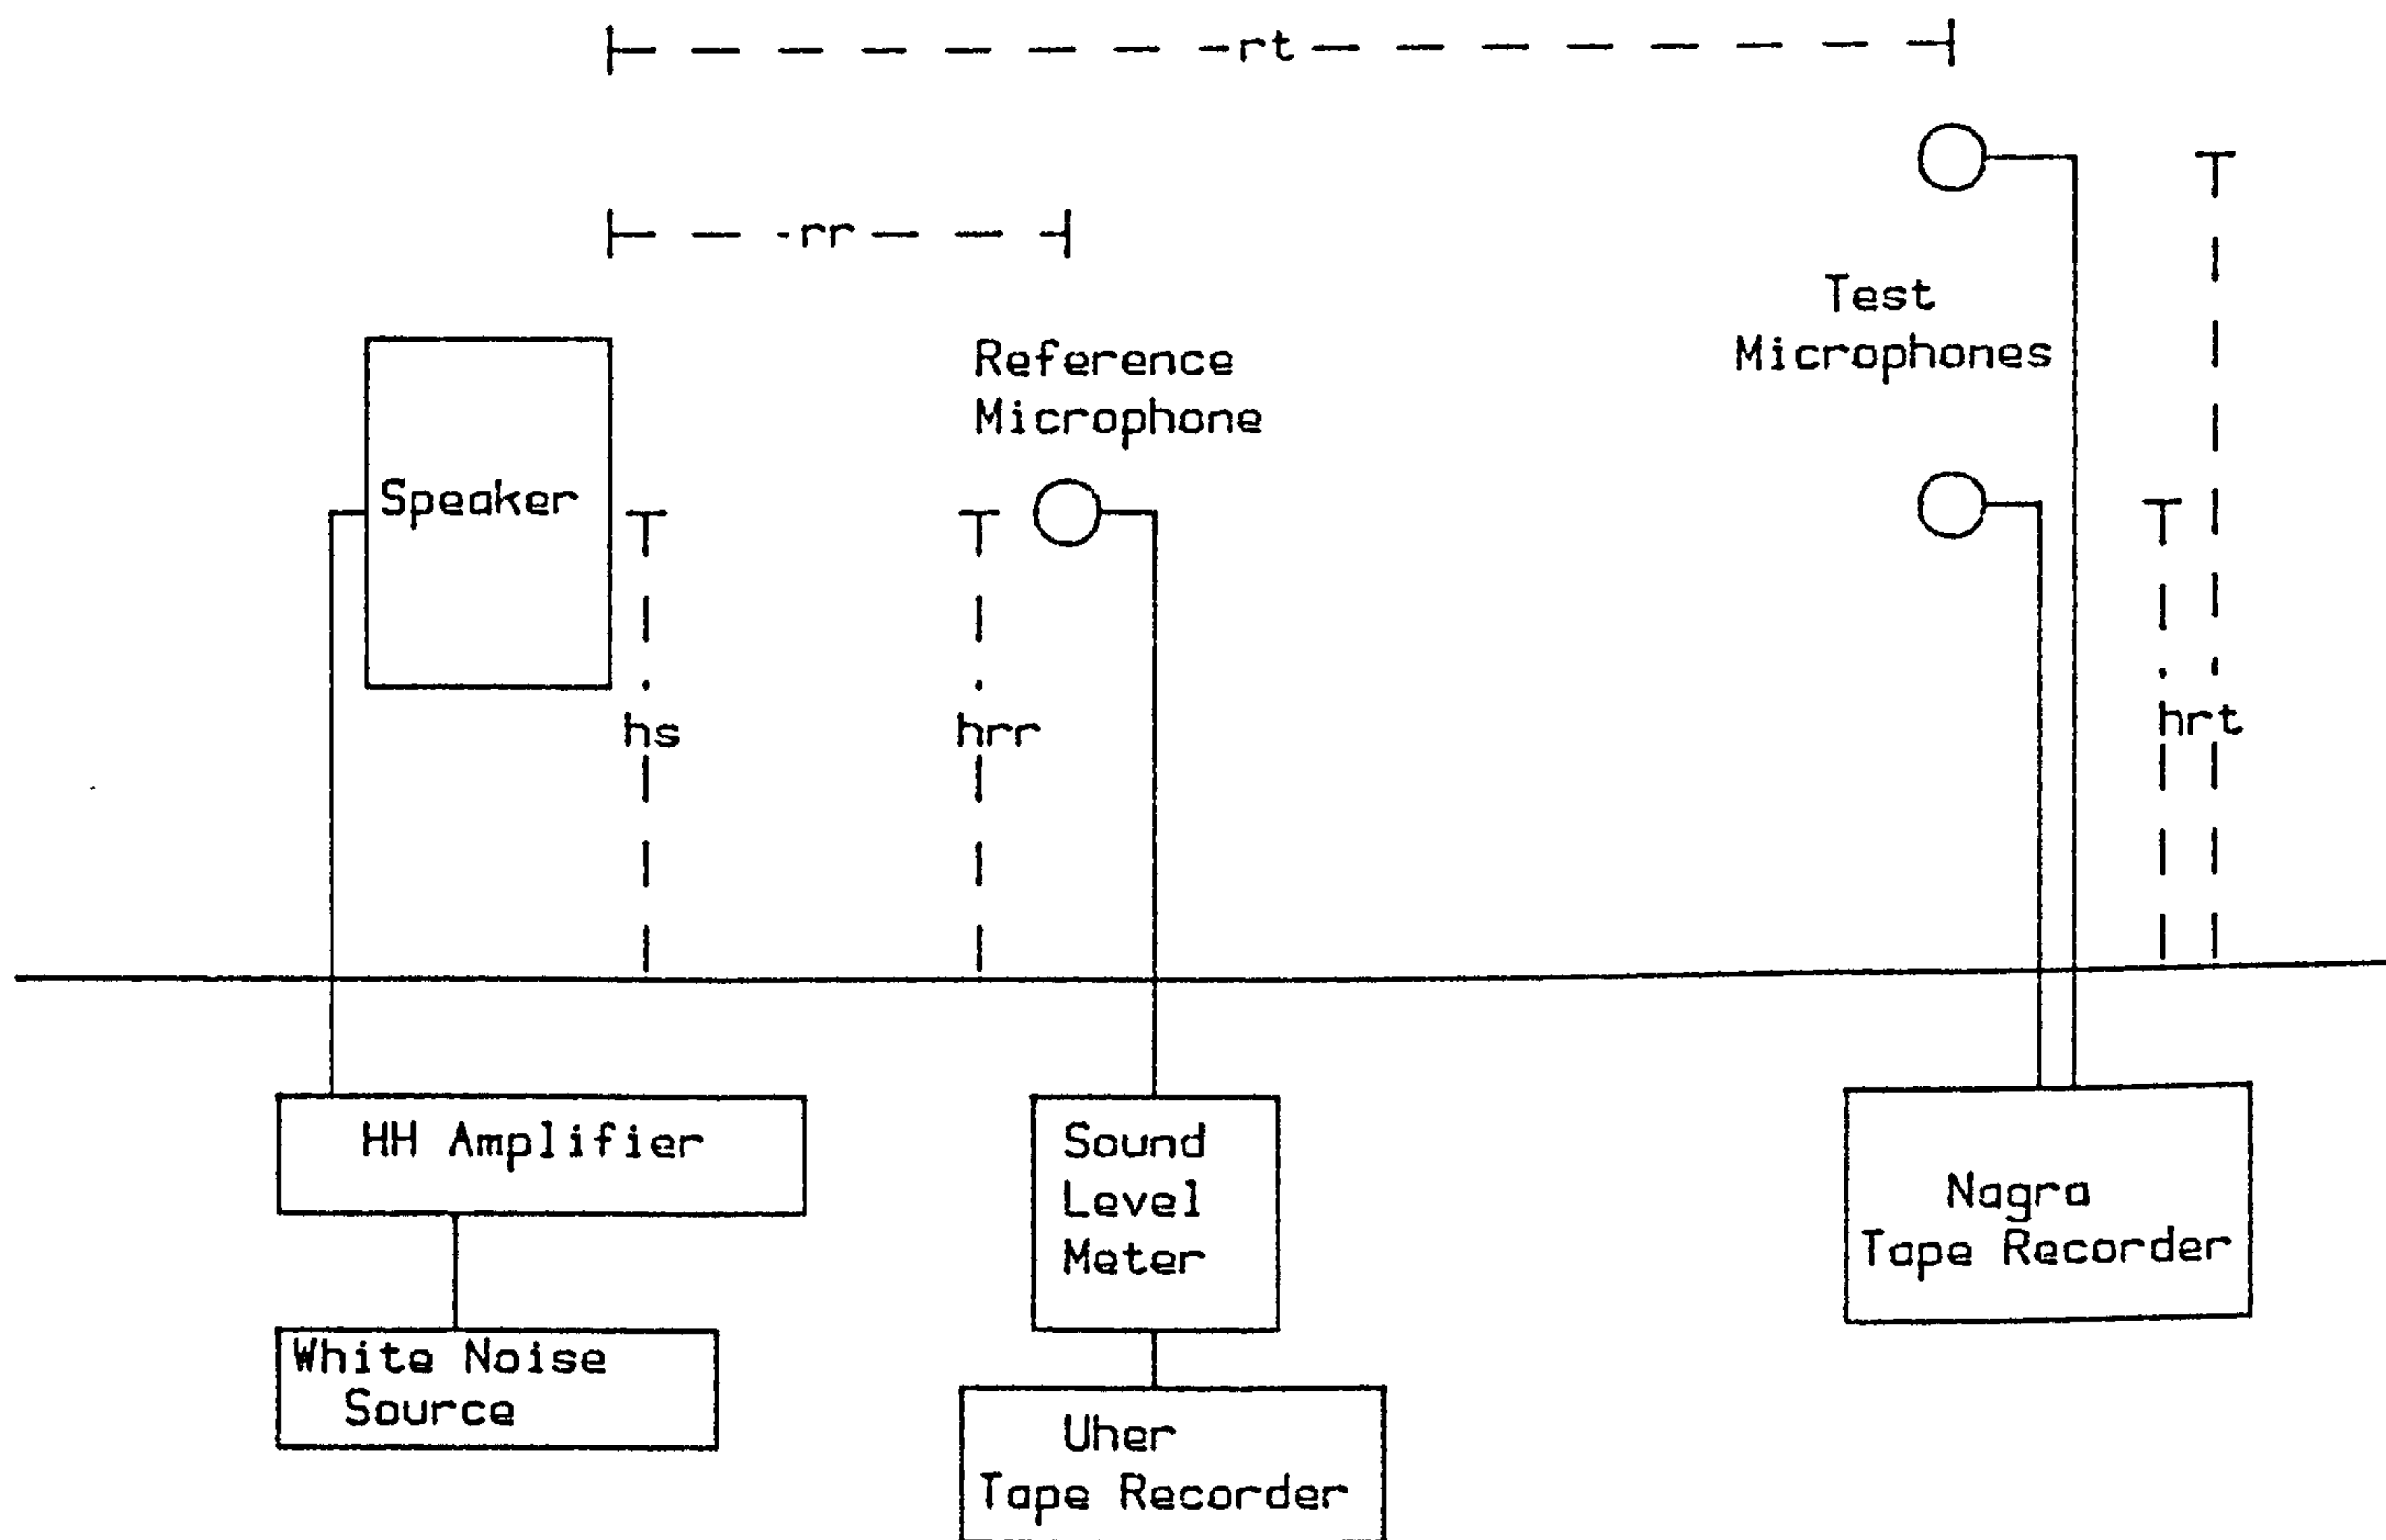 rt
rr
Test
Microphones
Reference
Microphone
Speaker
hs
hrr
hrt
HH Amplifier
Sound
Level
Meter
Nagra
Tape Recorder
White Noise
Source
Uher
Tape Recorder